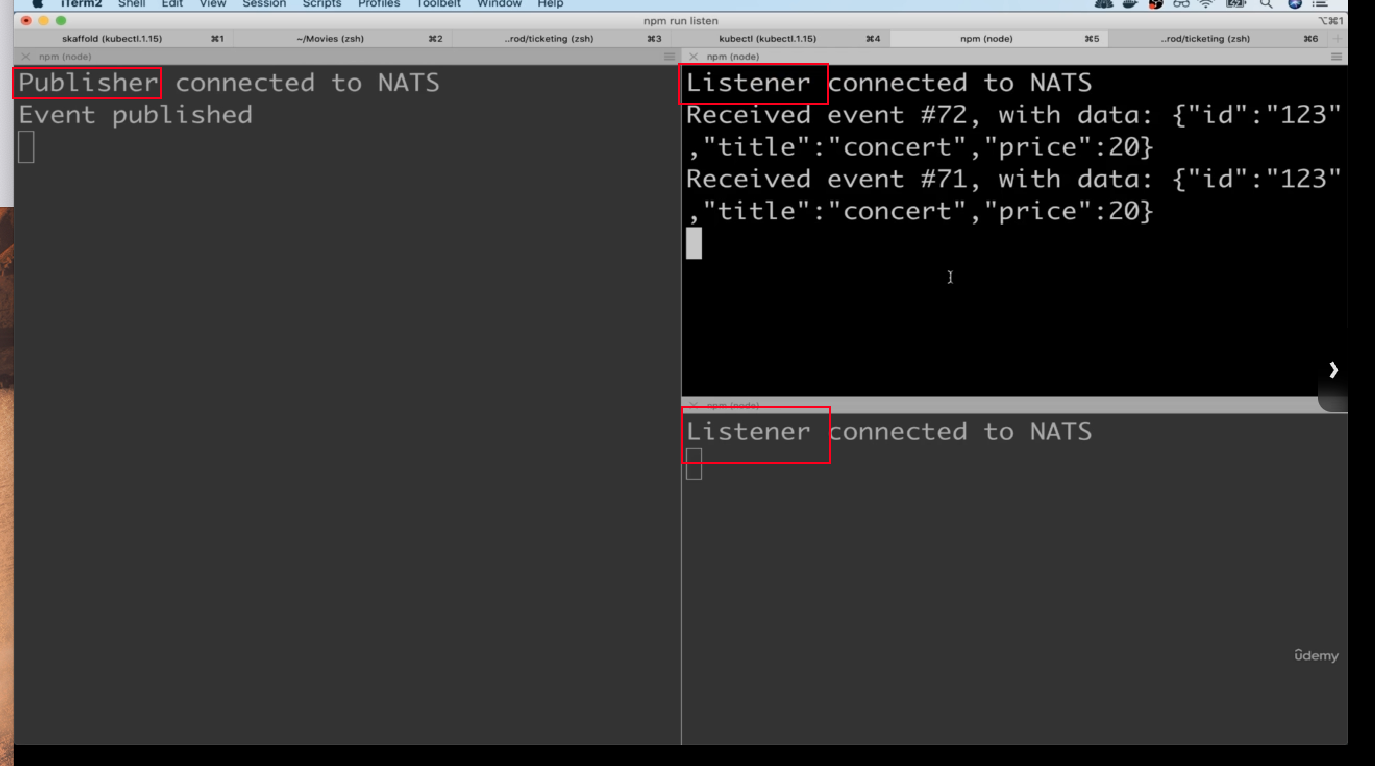 iTerm2 Shell Edit View Session Scripts Profiles Toolbelt Window Help
npm run listen
⌥⌘1
skaffold (kubectl.1.15) ⌘1 ~/Movies (zsh) ⌘2 ..rod/ticketing (zsh) ⌘3 kubectl (kubectl.1.15) ⌘4 npm (node) ⌘5 ...rod/ticketing (zsh) ⌘6
npm (node)
Publisher connected to NATS
Event published
npm (node)
Listener connected to NATS
Received event #72, with data: {"id":"123"
,"title":"concert","price":20}
Received event #71, with data: {"id":"123"
,"title":"concert","price":20}
npm (node)
Listener connected to NATS
ûdemy